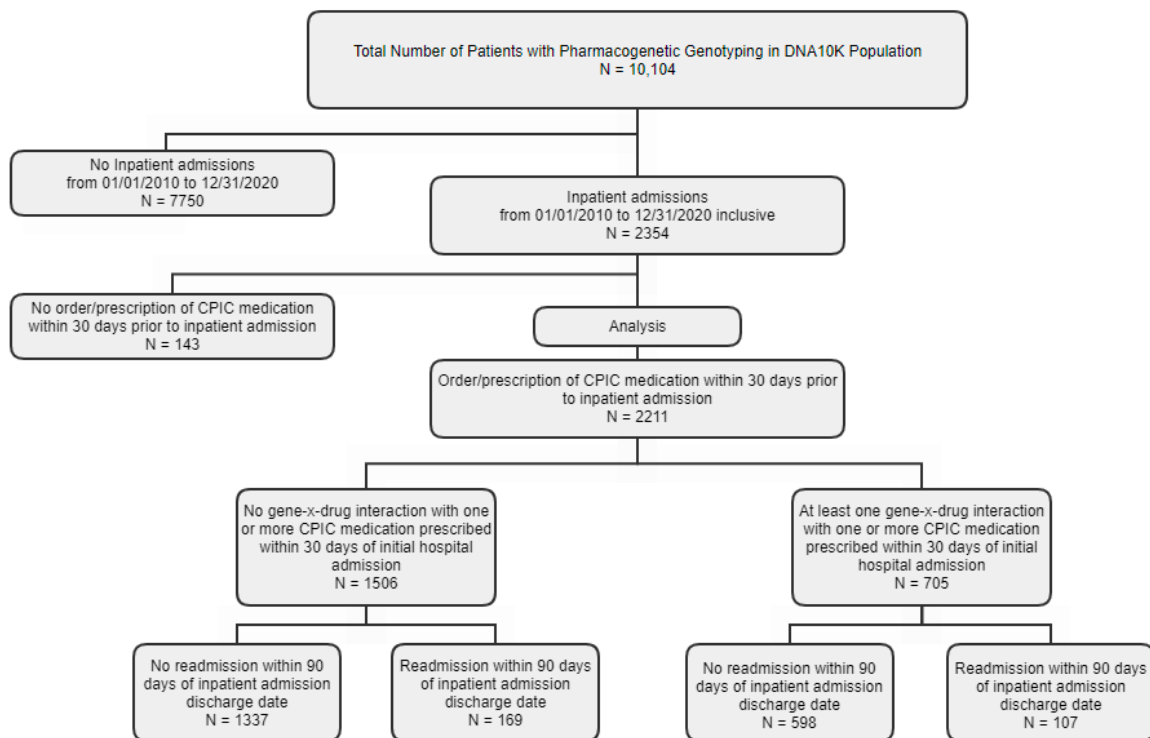 Total Number of Patients with Pharmacogenetic Genotyping in DNA10K Population
N = 10,104
No Inpatient admissions
from 01/01/2010 to 12/31/2020
N = 7750
Inpatient admissions
from 01/01/2010 to 12/31/2020 inclusive
N = 2354
No order/prescription of CPIC medication
within 30 days prior to inpatient admission
N = 143
Analysis
Order/prescription of CPIC medication within 30 days prior
to inpatient admission
N = 2211
No gene-x-drug interaction with one
or more CPIC medication prescribed
within 30 days of initial hospital
admission
N = 1506
At least one gene-x-drug interaction
with one or more CPIC medication
prescribed within 30 days of initial
hospital admission
N = 705
No readmission within 90
days of inpatient admission
discharge date
N = 1337
Readmission within 90 days
of inpatient admission
discharge date
N = 169
No readmission within 90
days of inpatient admission
discharge date
N = 598
Readmission within 90 days
of inpatient admission
discharge date
N = 107